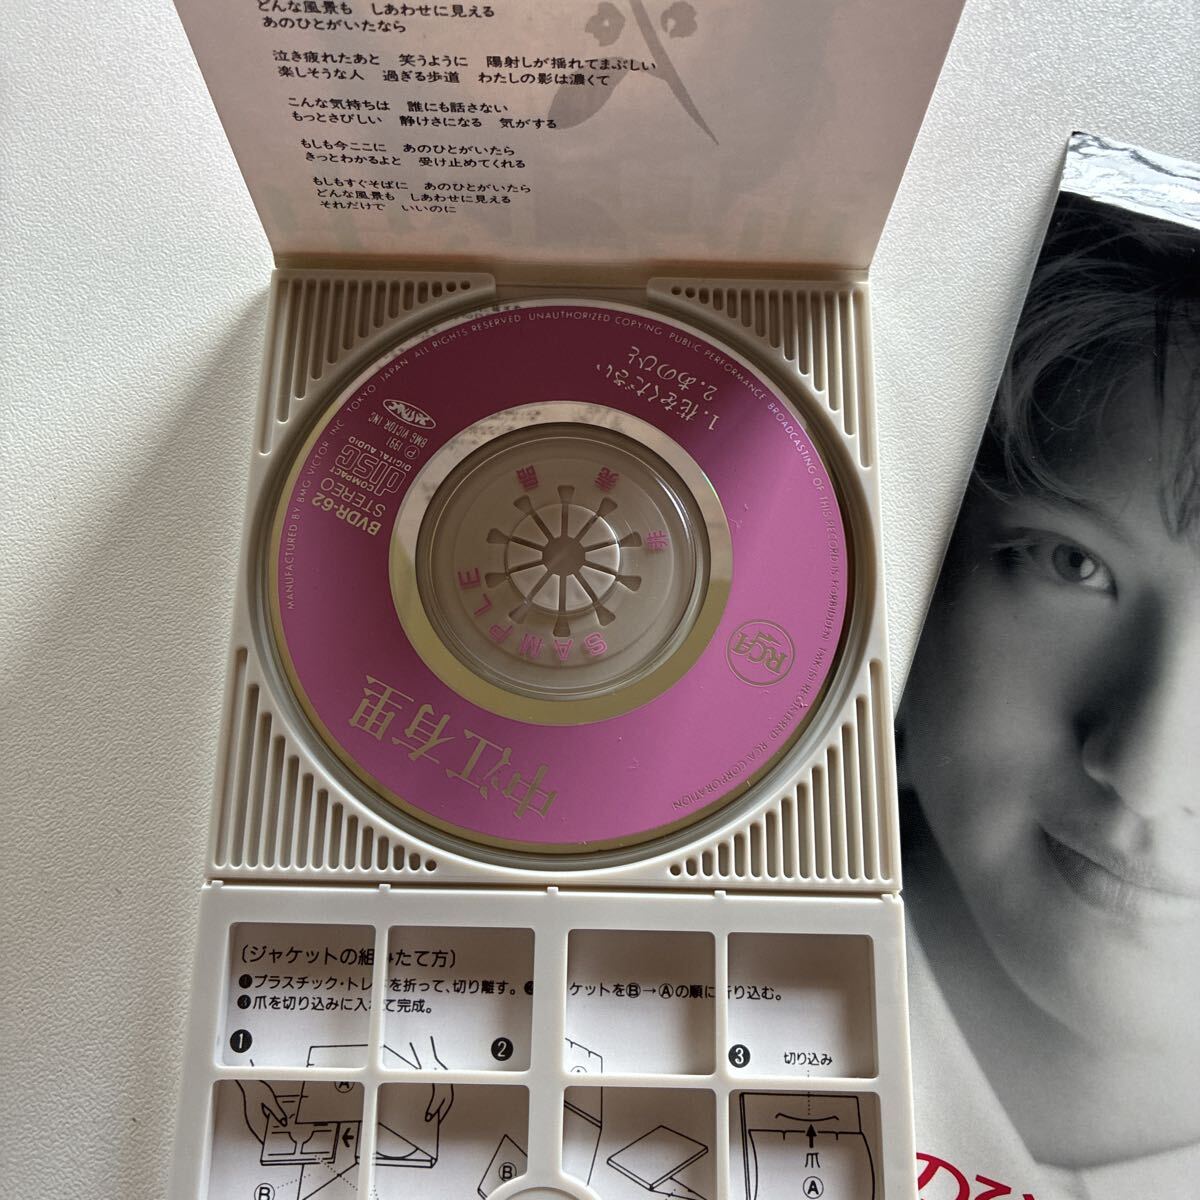 どんな風景も しあわせに見える
あのひとがいたなら
泣き疲れたあと 笑うように 陽射しが揺れてまぶしい
楽しそうな人 過ぎる歩道 わたしの影は濃くて
こんな気持ちは 誰にも話さない
もっとさびしい 静けさになる 気がする
もしも今ここに あのひとがいたら
きっとわかるよと 受け止めてくれる
もしもすぐそばに あのひとがいたら
どんな風景も しあわせに見える
それだけで いいのに
MANUFACTURED BY BMG VICTOR INC. TOKYO JAPAN ALL RIGHTS RESERVED UNAUTHORIZED COPYING PUBLIC PERFORMANCE BROADCASTING OF THIS RECORD IS FORBIDDEN TMK(S) REGISTERED RCA CORPORATION
1.花をください
2.あのひと
BMG VICTOR INC.
Ⓟ 1991
COMPACT
disc
DIGITAL AUDIO
STEREO
BVDR-62
非売品
SAMPLE
RCA
中江有里
(ジャケットの組 たて方)
❶プラスチック・トレ を折って、切り離す。❷ ケットをⒷ→Ⓐの順に折り込む。
❸爪を切り込みに入れて完成。
❶
❷
❸
切り込み
Ⓐ
Ⓑ
爪
Ⓐ
Ⓑ